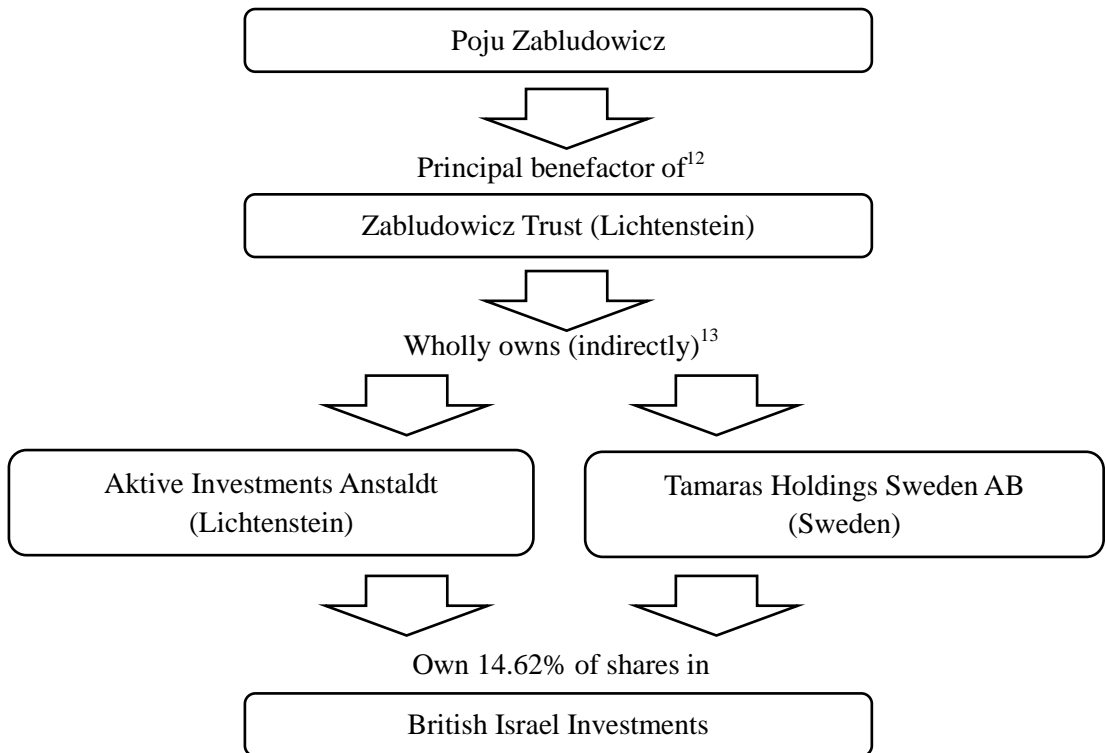 Poju Zabludowicz
Principal benefactor of12
Zabludowicz Trust (Lichtenstein)
Wholly owns (indirectly)13
Aktive Investments Anstaldt
(Lichtenstein)
Tamaras Holdings Sweden AB
(Sweden)
Own 14.62% of shares in
British Israel Investments